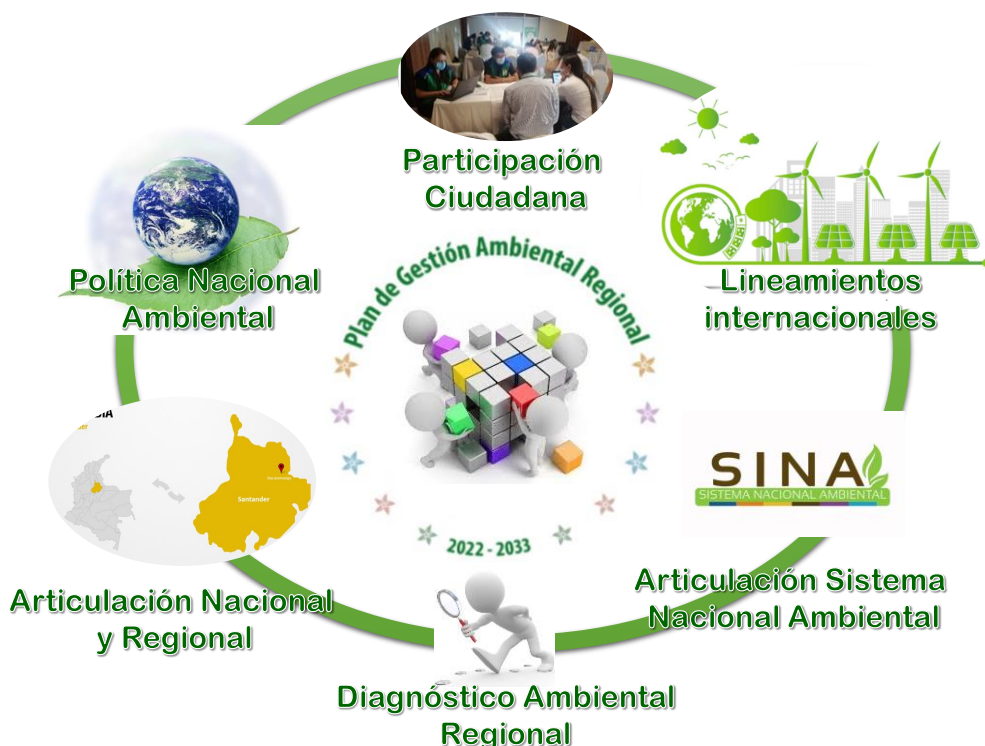 Participación
Ciudadana
Política Nacional
Ambiental
Lineamientos
internacionales
Plan de Gestión Ambiental Regional
2022 - 2033
Santander
SINA
SISTEMA NACIONAL AMBIENTAL
Articulación Nacional
y Regional
Articulación Sistema
Nacional Ambiental
Diagnóstico Ambiental
Regional